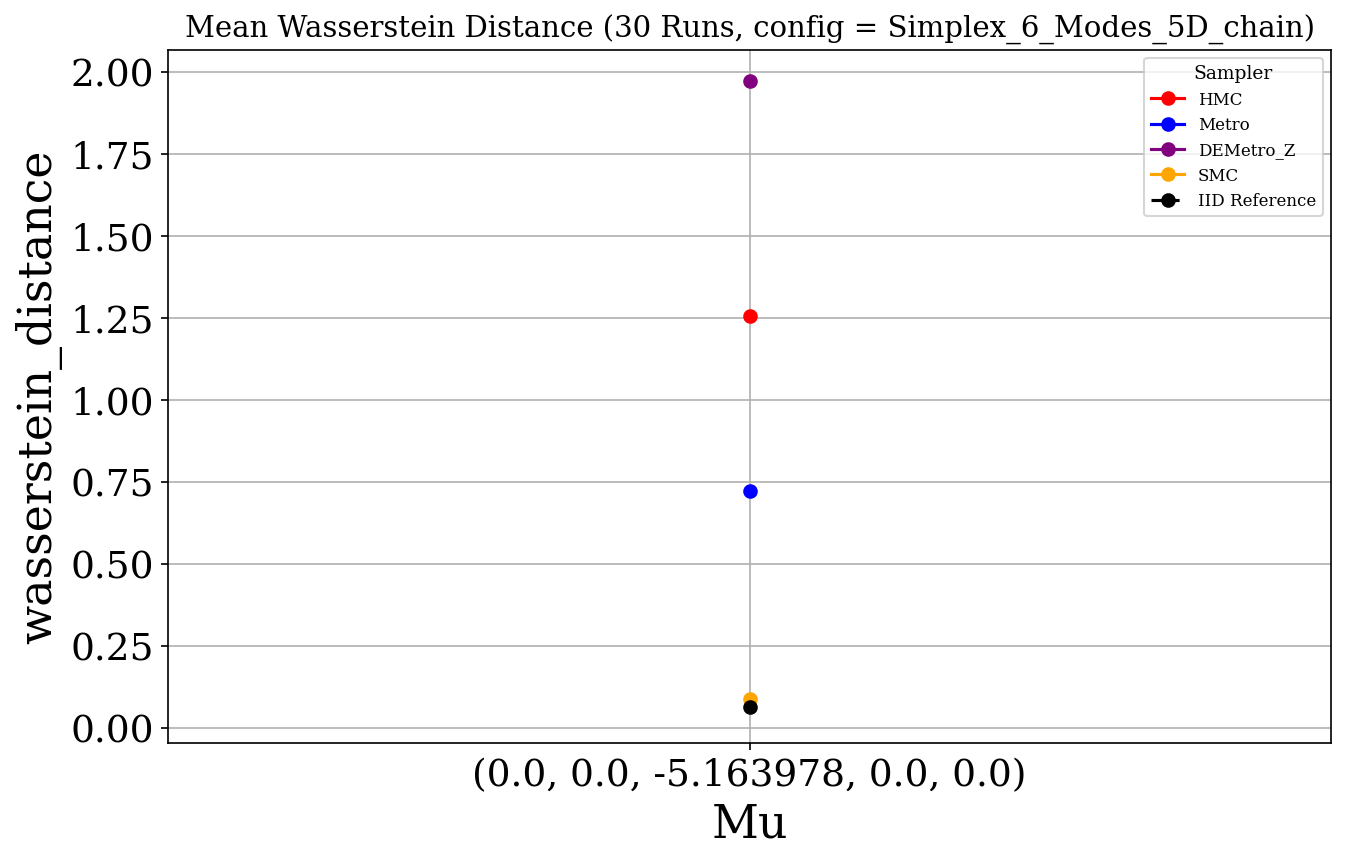 Mean Wasserstein Distance (30 Runs, config = Simplex_6_Modes_5D_chain)
2.00
1.75
1.50
1.25
1.00
0.75
0.50
0.25
0.00
wasserstein_distance
Sampler
HMC
Metro
DEMetro_Z
SMC
IID Reference
(0.0, 0.0, -5.163978, 0.0, 0.0)
Mu